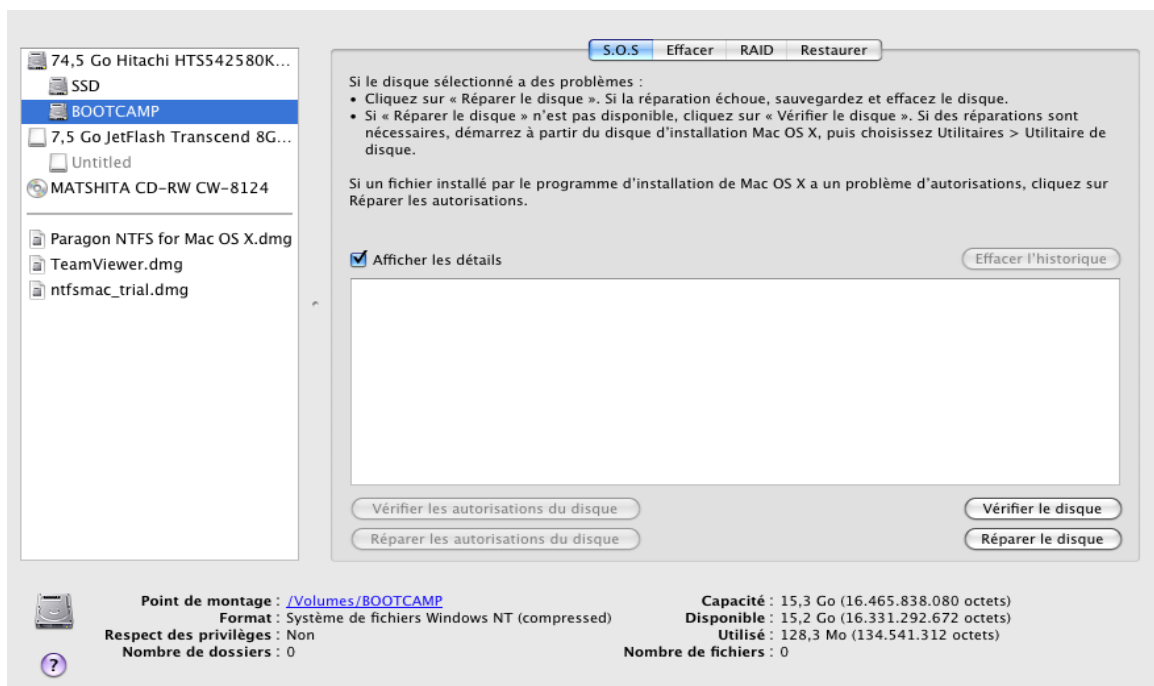 74,5 Go Hitachi HTS542580K...
SSD
BOOTCAMP
7,5 Go JetFlash Transcend 8G...
Untitled
MATSHITA CD-RW CW-8124
Paragon NTFS for Mac OS X.dmg
TeamViewer.dmg
ntfsmac_trial.dmg
S.O.S Effacer RAID Restaurer
Si le disque sélectionné a des problèmes :
• Cliquez sur « Réparer le disque ». Si la réparation échoue, sauvegardez et effacez le disque.
• Si « Réparer le disque » n'est pas disponible, cliquez sur « Vérifier le disque ». Si des réparations sont
nécessaires, démarrez à partir du disque d'installation Mac OS X, puis choisissez Utilitaires > Utilitaire de
disque.
Si un fichier installé par le programme d'installation de Mac OS X a un problème d'autorisations, cliquez sur
Réparer les autorisations.
Afficher les détails
Effacer l'historique
Vérifier les autorisations du disque
Vérifier le disque
Réparer les autorisations du disque
Réparer le disque
Point de montage : /Volumes/BOOTCAMP
Format : Système de fichiers Windows NT (compressed)
Respect des privilèges : Non
Nombre de dossiers : 0
Capacité : 15,3 Go (16.465.838.080 octets)
Disponible : 15,2 Go (16.331.292.672 octets)
Utilisé : 128,3 Mo (134.541.312 octets)
Nombre de fichiers : 0
?